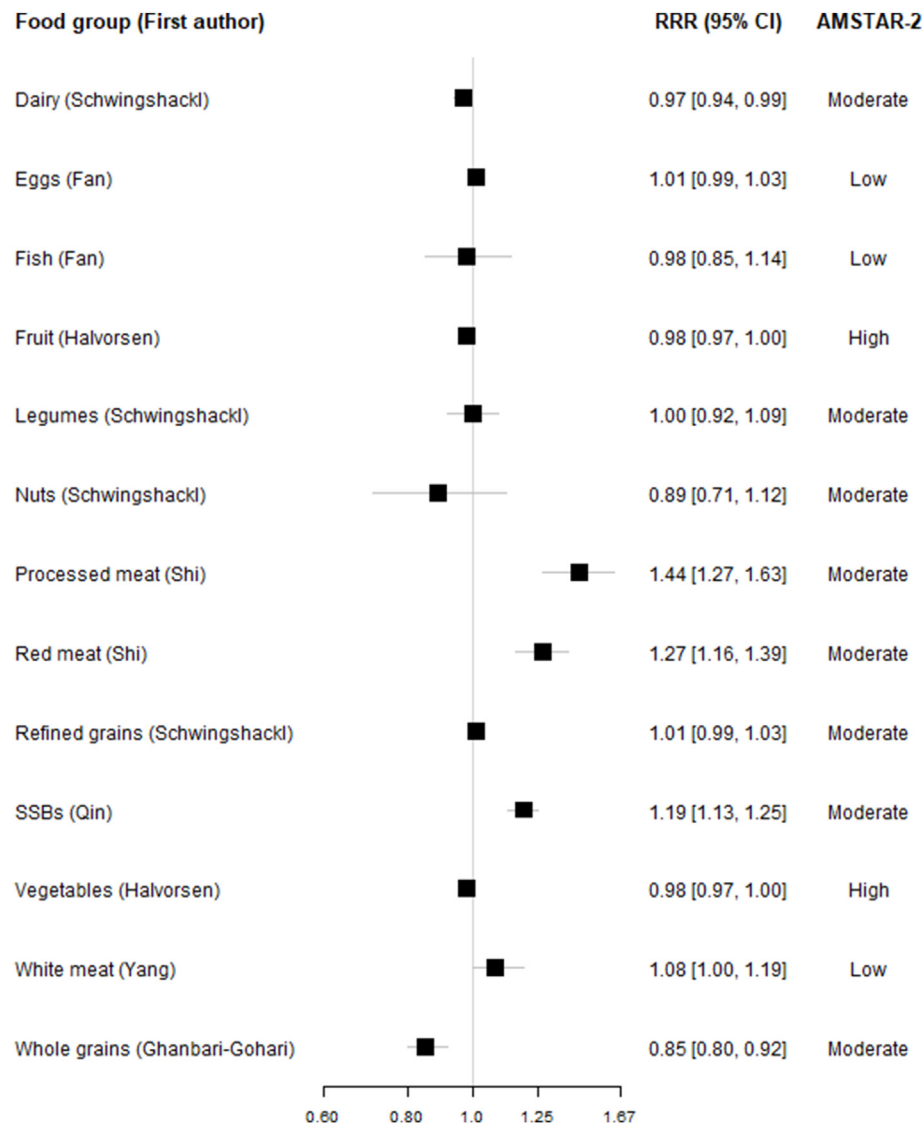 Food group (First author) RRR (95% CI) AMSTAR-2
Dairy (Schwingshackl) 0.97 [0.94, 0.99] Moderate
Eggs (Fan) 1.01 [0.99, 1.03] Low
Fish (Fan) 0.98 [0.85, 1.14] Low
Fruit (Halvorsen) 0.98 [0.97, 1.00] High
Legumes (Schwingshackl) 1.00 [0.92, 1.09] Moderate
Nuts (Schwingshackl) 0.89 [0.71, 1.12] Moderate
Processed meat (Shi) 1.44 [1.27, 1.63] Moderate
Red meat (Shi) 1.27 [1.16, 1.39] Moderate
Refined grains (Schwingshackl) 1.01 [0.99, 1.03] Moderate
SSBs (Qin) 1.19 [1.13, 1.25] Moderate
Vegetables (Halvorsen) 0.98 [0.97, 1.00] High
White meat (Yang) 1.08 [1.00, 1.19] Low
Whole grains (Ghanbari-Gohari) 0.85 [0.80, 0.92] Moderate
0.60 0.80 1.0 1.25 1.67